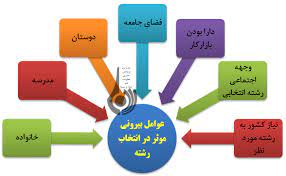 فضای جامعه
دارا بودن
بازارکار
دوستان
وجهه
اجتماعی
رشته انتخابی
مدرسه
نیاز کشور به
رشته مورد
نظر
خانواده
عوامل بیرونی
موثر در انتخاب
رشته